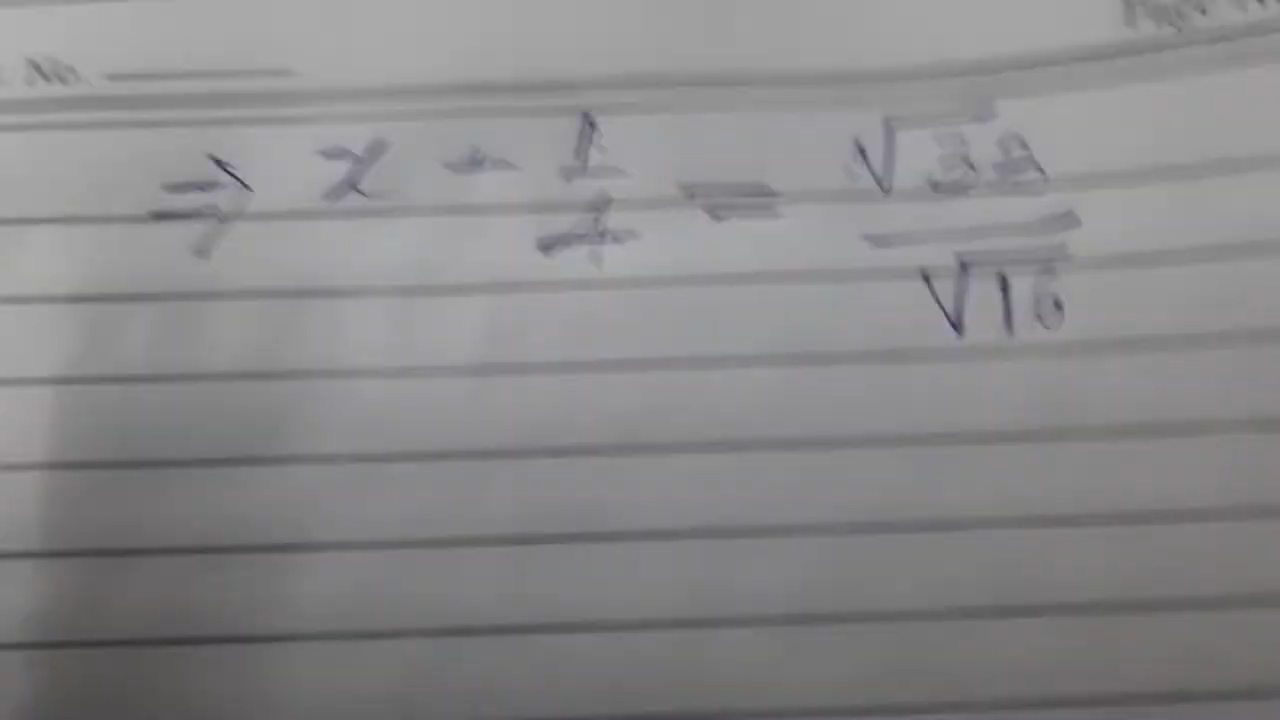 No.
⇒ x - 1/4 = √33/√16